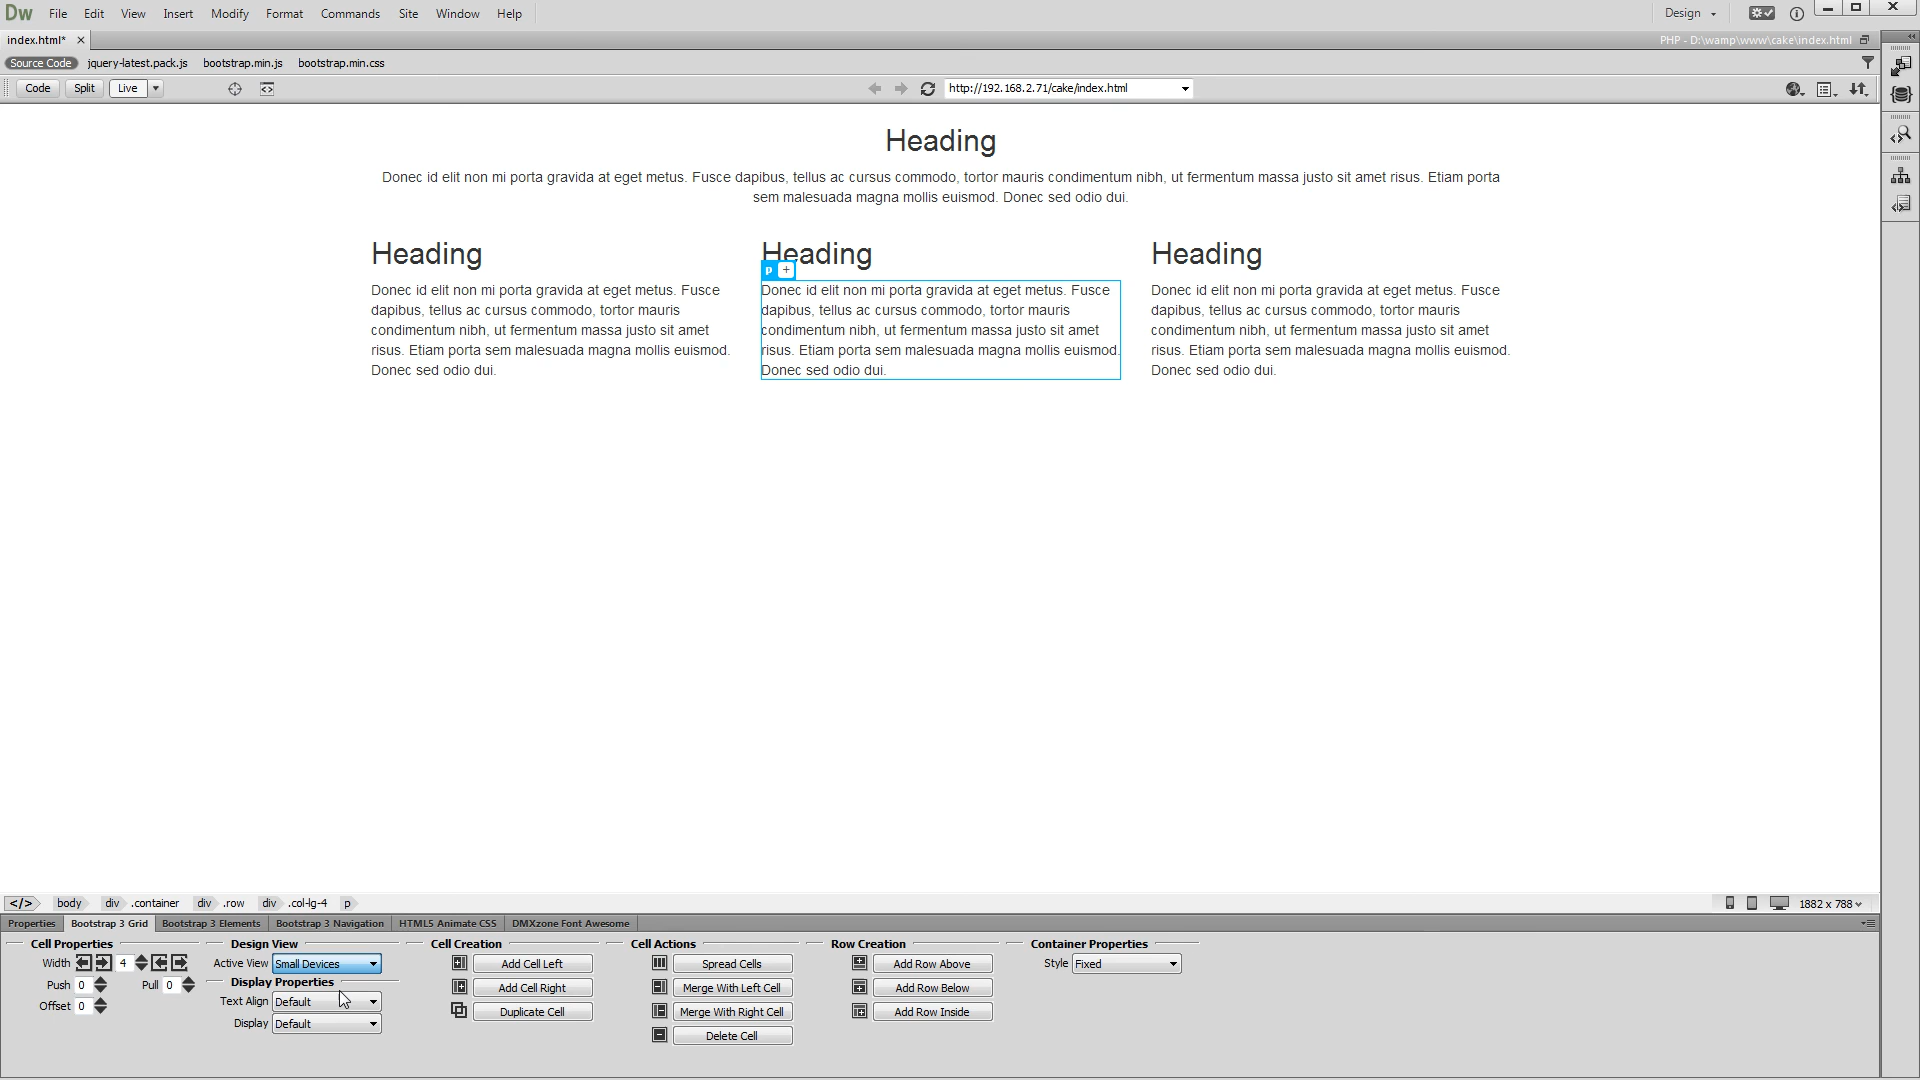 Dw File Edit View Insert Modify Format Commands Site Window Help Design
index.html* × PHP - D:\wamp\www\cake\index.html
Source Code jquery-latest.pack.js bootstrap.min.js bootstrap.min.css
Code Split Live http://192.168.2.71/cake/index.html
Heading
Donec id elit non mi porta gravida at eget metus. Fusce dapibus, tellus ac cursus commodo, tortor mauris condimentum nibh, ut fermentum massa justo sit amet risus. Etiam porta
sem malesuada magna mollis euismod. Donec sed odio dui.
Heading
Donec id elit non mi porta gravida at eget metus. Fusce
dapibus, tellus ac cursus commodo, tortor mauris
condimentum nibh, ut fermentum massa justo sit amet
risus. Etiam porta sem malesuada magna mollis euismod.
Donec sed odio dui.
Heading
p +
Donec id elit non mi porta gravida at eget metus. Fusce
dapibus, tellus ac cursus commodo, tortor mauris
condimentum nibh, ut fermentum massa justo sit amet
risus. Etiam porta sem malesuada magna mollis euismod.
Donec sed odio dui.
Heading
Donec id elit non mi porta gravida at eget metus. Fusce
dapibus, tellus ac cursus commodo, tortor mauris
condimentum nibh, ut fermentum massa justo sit amet
risus. Etiam porta sem malesuada magna mollis euismod.
Donec sed odio dui.
</> body div .container div .row div .col-lg-4 p 1882 x 788
Properties Bootstrap 3 Grid Bootstrap 3 Elements Bootstrap 3 Navigation HTML5 Animate CSS DMXzone Font Awesome
Cell Properties
Width 4
Push 0 Pull 0
Offset 0
Design View
Active View Small Devices
Display Properties
Text Align Default
Display Default
Cell Creation
Add Cell Left
Add Cell Right
Duplicate Cell
Cell Actions
Spread Cells
Merge With Left Cell
Merge With Right Cell
Delete Cell
Row Creation
Add Row Above
Add Row Below
Add Row Inside
Container Properties
Style Fixed